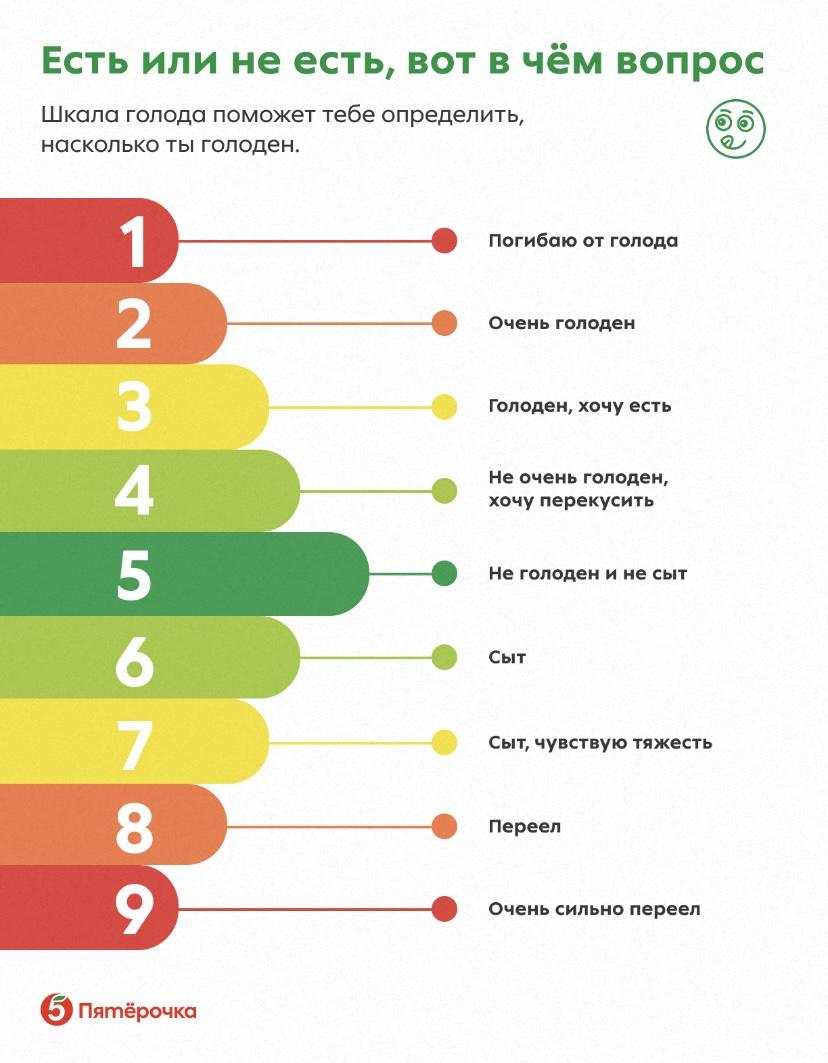 Есть или не есть, вот в чём вопрос
Шкала голода поможет тебе определить,
насколько ты голоден.
1
Погибаю от голода
2
Очень голоден
3
Голоден, хочу есть
4
Не очень голоден,
хочу перекусить
5
Не голоден и не сыт
6
Сыт
7
Сыт, чувствую тяжесть
8
Переел
9
Очень сильно переел
5 Пятёрочка